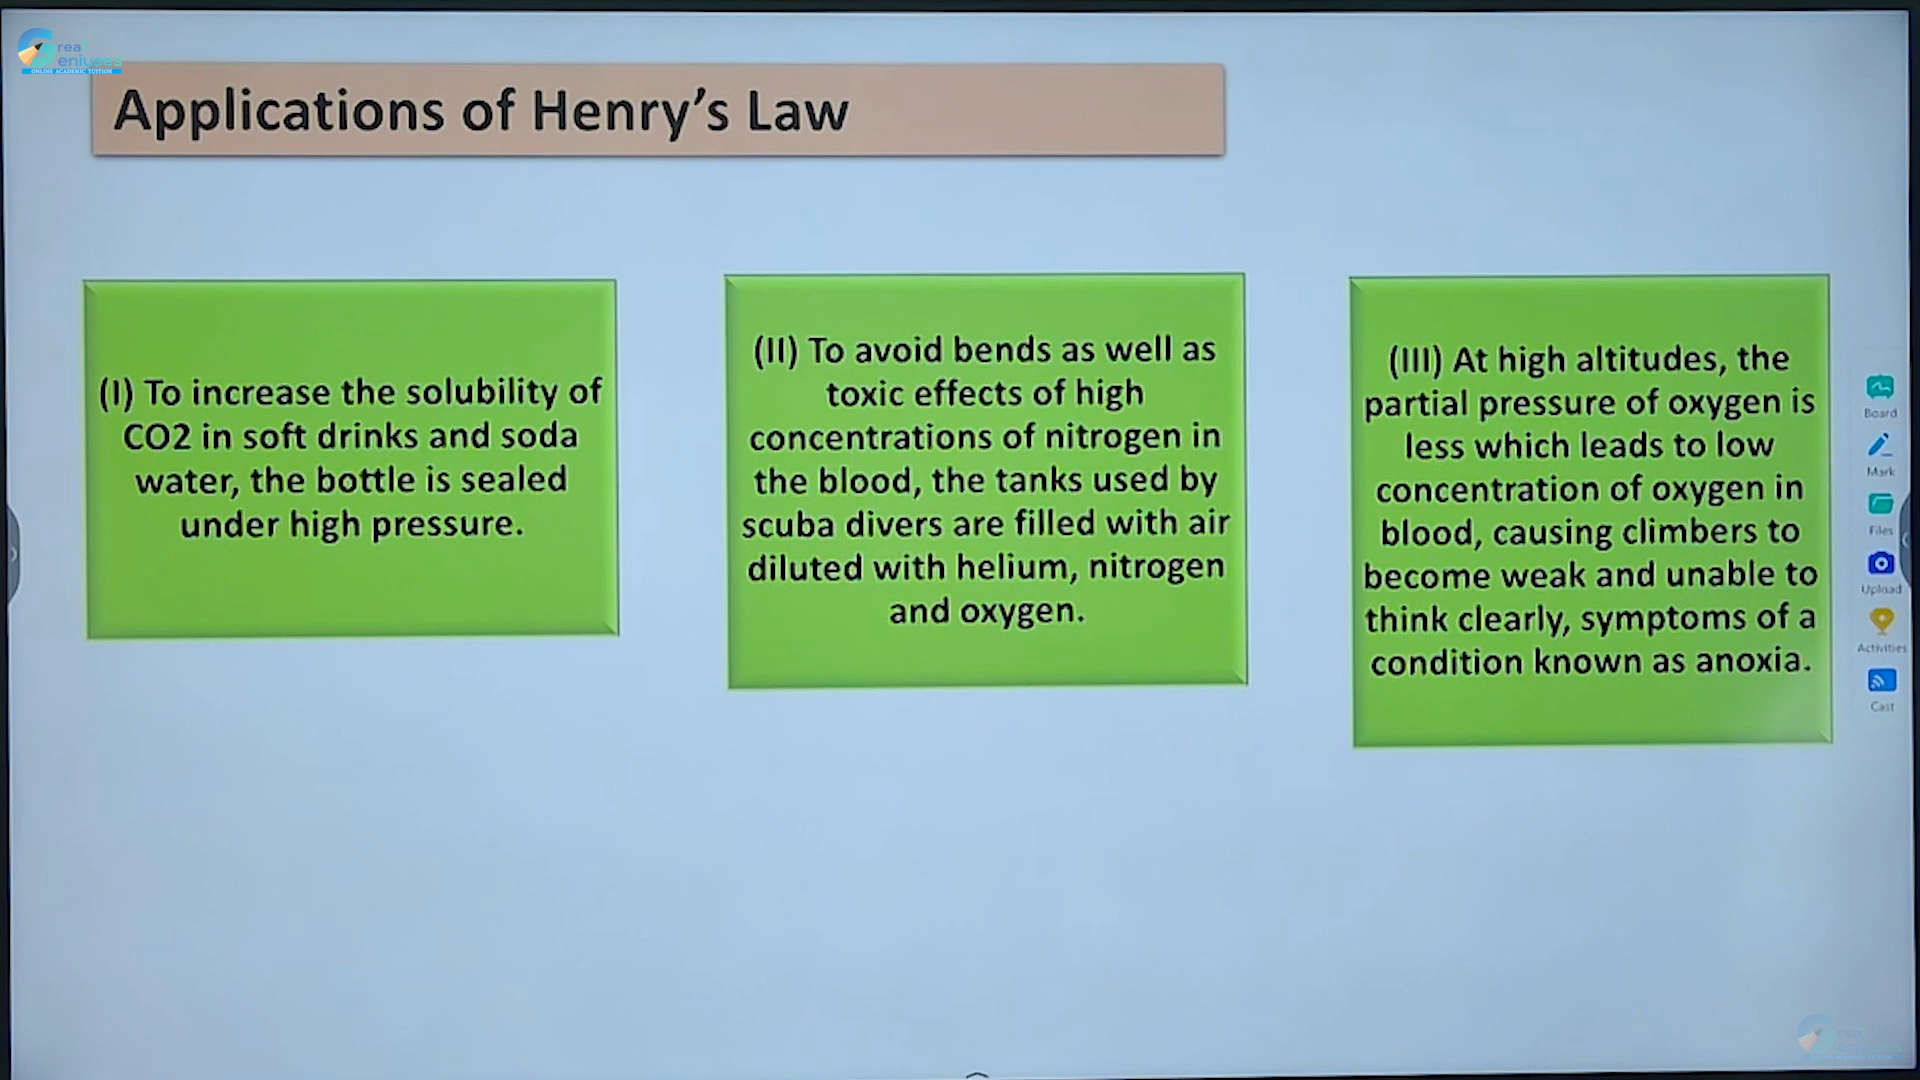 rea
eniuses
ONLINE ACADEMIC TUITION
Applications of Henry's Law
(I) To increase the solubility of
CO2 in soft drinks and soda
water, the bottle is sealed
under high pressure.
(II) To avoid bends as well as
toxic effects of high
concentrations of nitrogen in
the blood, the tanks used by
scuba divers are filled with air
diluted with helium, nitrogen
and oxygen.
(III) At high altitudes, the
partial pressure of oxygen is
less which leads to low
concentration of oxygen in
blood, causing climbers to
become weak and unable to
think clearly, symptoms of a
condition known as anoxia.
Board
Mark
Files
Upload
Activities
Cast